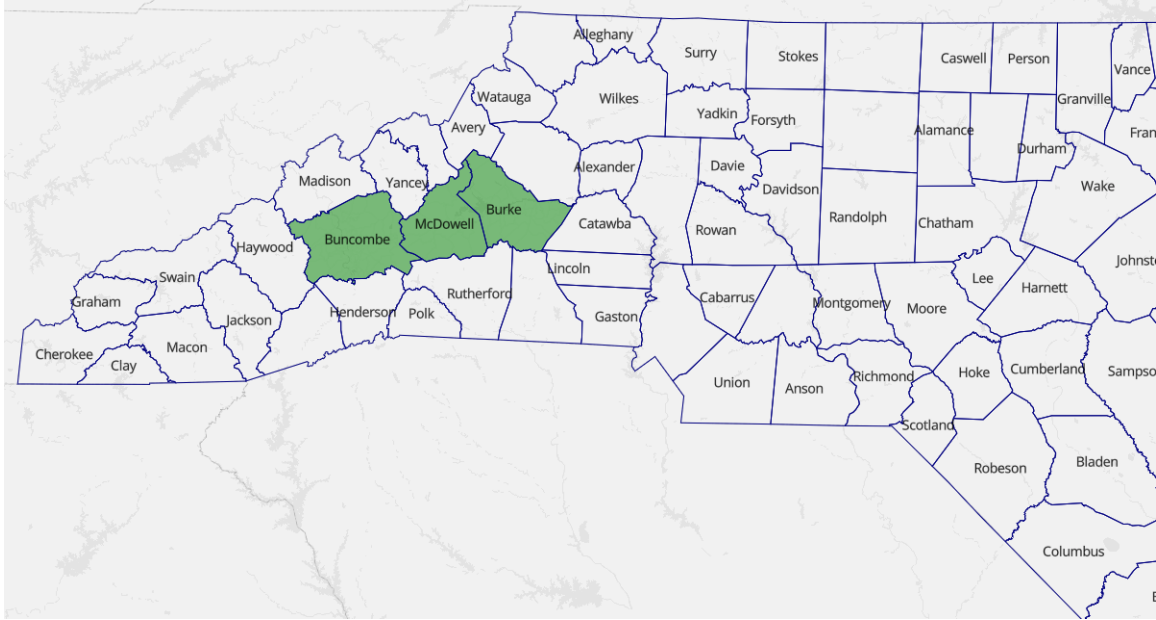 Alleghany
Surry
Stokes
Caswell
Person
Vance
Watauga
Wilkes
Granville
Yadkin
Forsyth
Avery
Alamance
Fran
Durham
Alexander
Davie
Madison
Yancey
Davidson
Wake
Burke
McDowell
Catawba
Rowan
Randolph
Chatham
Buncombe
Haywood
Johnsto
Swain
Lincoln
Lee
Harnett
Graham
Rutherford
Cabarrus
Montgomery
Moore
Jackson
Henderson
Polk
Gaston
Cherokee
Macon
Clay
Union
Anson
Richmond
Hoke
Cumberland
Sampso
Scotland
Robeson
Bladen
Columbus